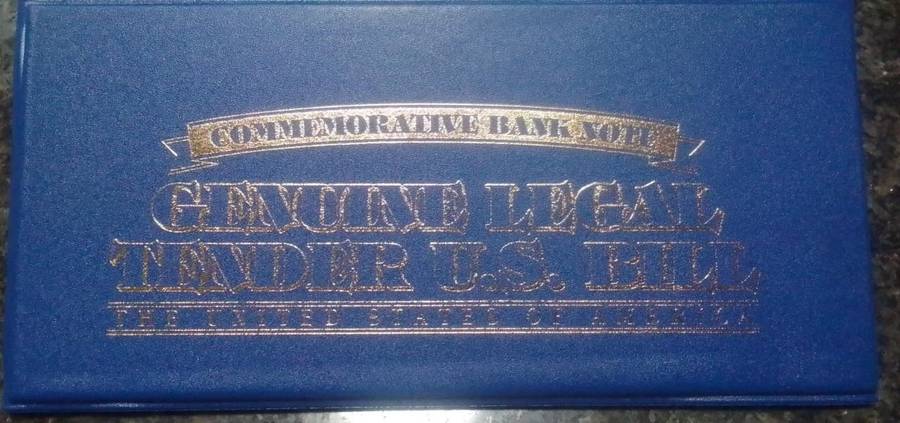 COMMEMORATIVE BANK NOTE
GENUINE LEGAL
TENDER U.S. BILL
THE UNITED STATES OF AMERICA